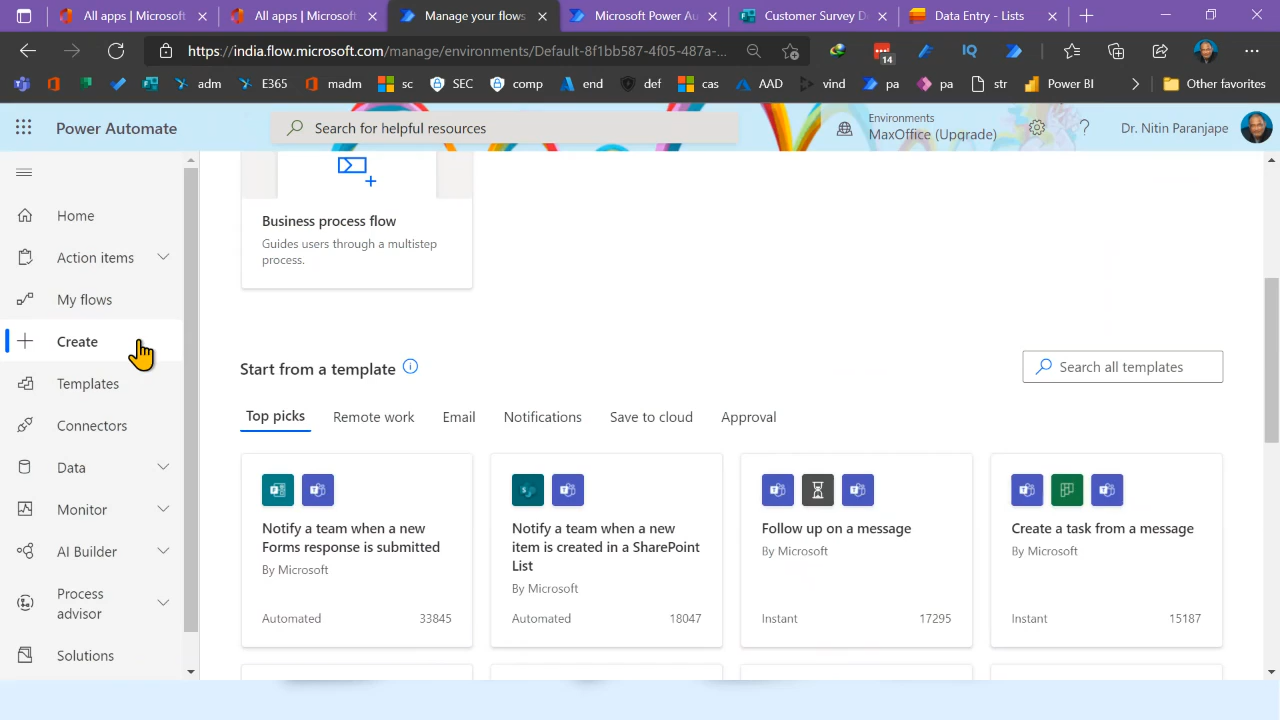 All apps | Microsoft
All apps | Microsoft
Manage your flows
Microsoft Power Au
Customer Survey D
Data Entry - Lists
https://india.flow.microsoft.com/manage/environments/Default-8f1bb587-4f05-487a-...
IQ
14
adm
E365
madm
sc
SEC
comp
end
def
cas
AAD
vind
pa
pa
str
Power BI
Other favorites
Power Automate
Search for helpful resources
Environments
MaxOffice (Upgrade)
?
Dr. Nitin Paranjape
Home
Action items
My flows
Create
Templates
Connectors
Data
Monitor
AI Builder
Process
advisor
Solutions
Business process flow
Guides users through a multistep
process.
Start from a template
Search all templates
Top picks
Remote work
Email
Notifications
Save to cloud
Approval
Notify a team when a new
Forms response is submitted
By Microsoft
Automated
33845
Notify a team when a new
item is created in a SharePoint
List
By Microsoft
Automated
18047
Follow up on a message
By Microsoft
Instant
17295
Create a task from a message
By Microsoft
Instant
15187